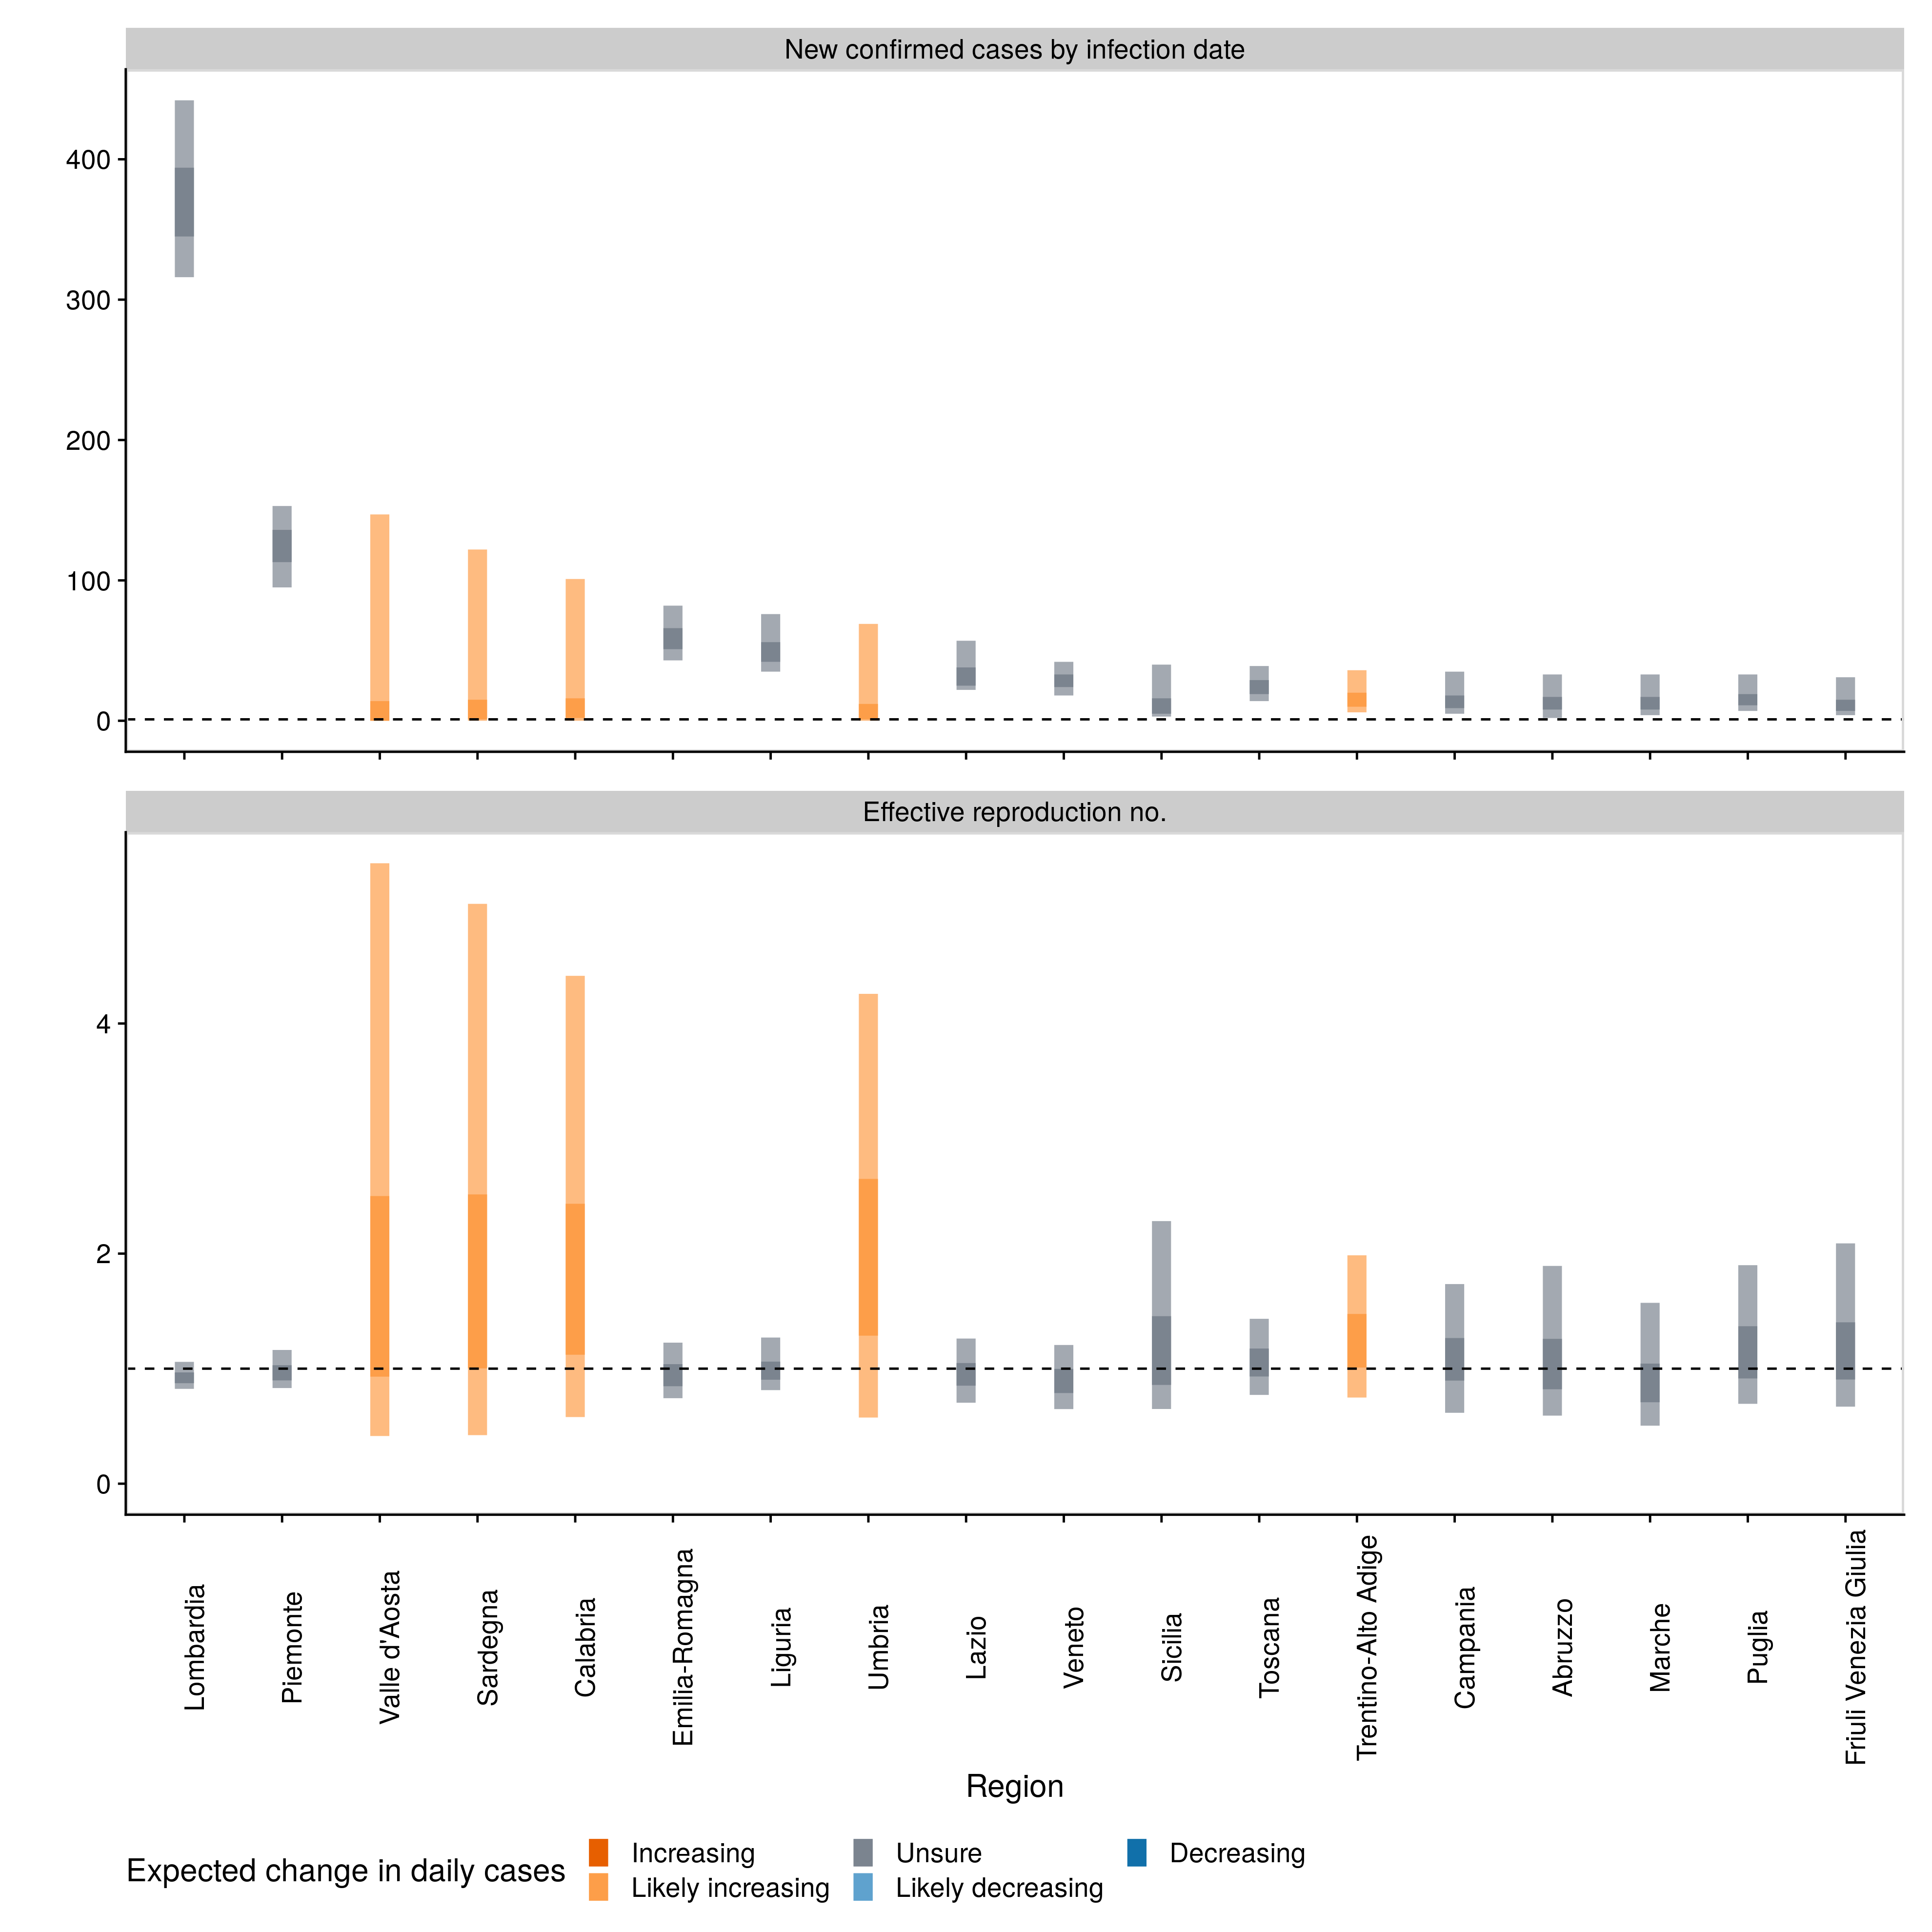 New confirmed cases by infection date
400
300
200
100
0
Effective reproduction no.
4
2
0
Lombardia
Piemonte
Valle d'Aosta
Sardegna
Calabria
Emilia-Romagna
Liguria
Umbria
Lazio
Veneto
Sicilia
Toscana
Trentino-Alto Adige
Campania
Abruzzo
Marche
Puglia
Friuli Venezia Giulia
Region
Expected change in daily cases
Increasing
Likely increasing
Unsure
Likely decreasing
Decreasing